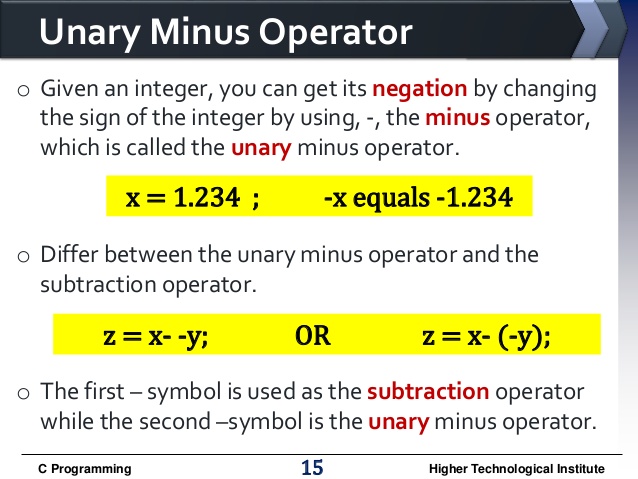 Unary Minus Operator
o Given an integer, you can get its negation by changing
the sign of the integer by using, -, the minus operator,
which is called the unary minus operator.
x = 1.234 ; -x equals -1.234
o Differ between the unary minus operator and the
subtraction operator.
z = x- -y; OR z = x- (-y);
o The first – symbol is used as the subtraction operator
while the second –symbol is the unary minus operator.
C Programming 15 Higher Technological Institute